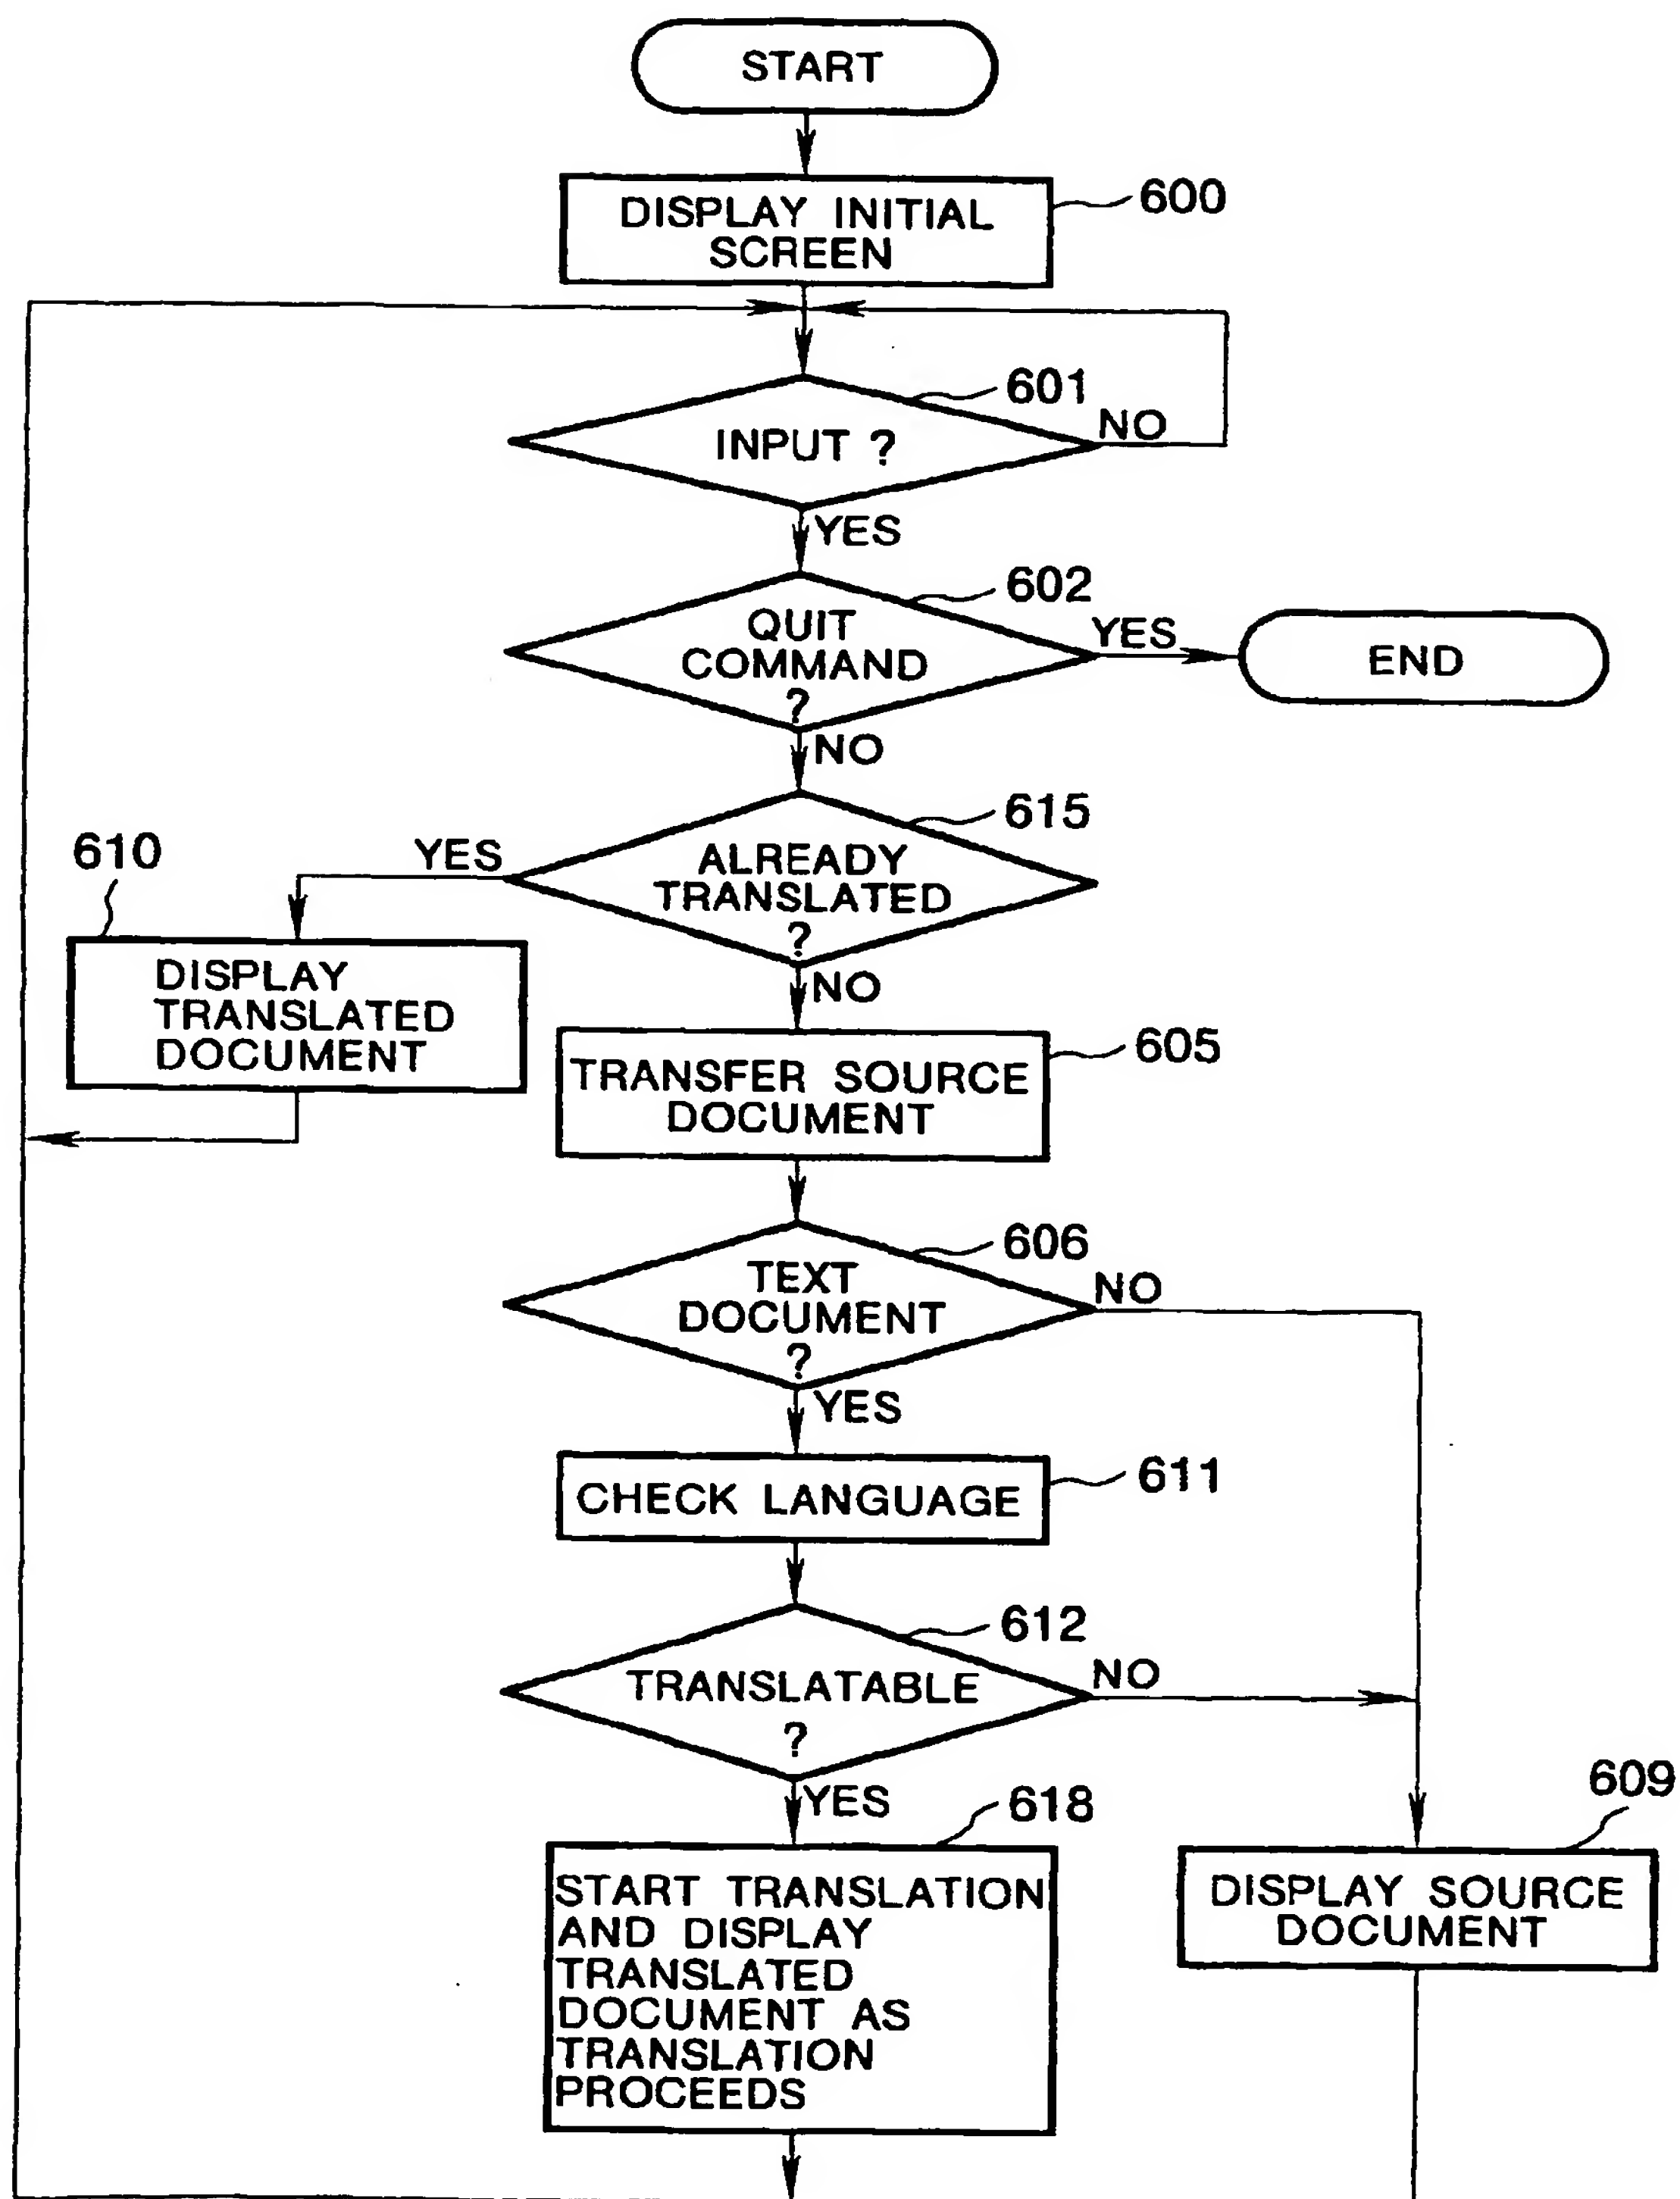 START
600
DISPLAY INITIAL
SCREEN
601
INPUT ?
NO
YES
602
QUIT
COMMAND
?
YES
END
NO
615
ALREADY
TRANSLATED
?
YES
610
DISPLAY
TRANSLATED
DOCUMENT
NO
605
TRANSFER SOURCE
DOCUMENT
606
TEXT
DOCUMENT
?
NO
YES
611
CHECK LANGUAGE
612
TRANSLATABLE
?
NO
YES
618
START TRANSLATION
AND DISPLAY
TRANSLATED
DOCUMENT AS
TRANSLATION
PROCEEDS
609
DISPLAY SOURCE
DOCUMENT